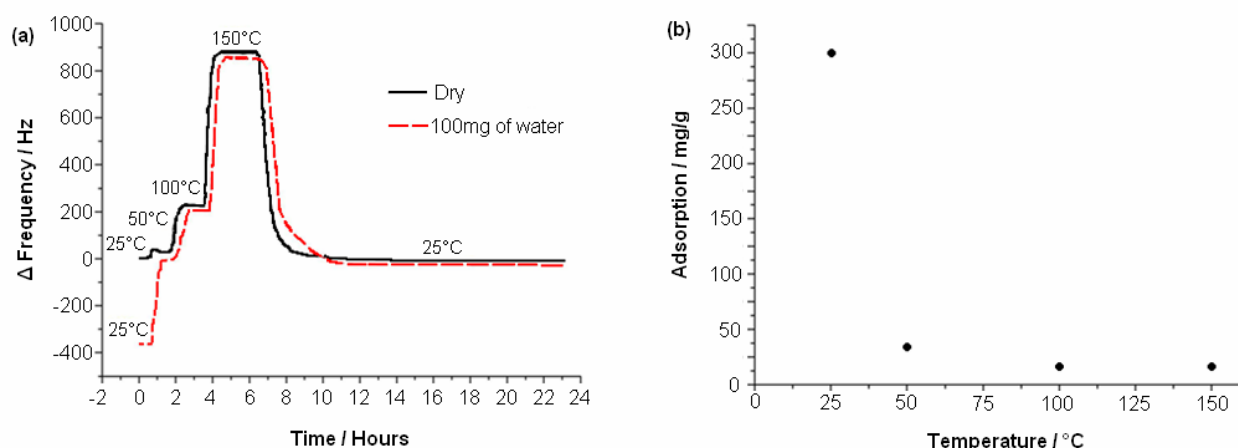 (a)
1000
800
600
400
200
0
-200
-400
Δ Frequency / Hz
25°C
50°C
100°C
150°C
25°C
25°C
Dry
100mg of water
-2 0 2 4 6 8 10 12 14 16 18 20 22 24
Time / Hours
(b)
300
250
200
150
100
50
0
Adsorption / mg/g
0 25 50 75 100 125 150
Temperature / °C